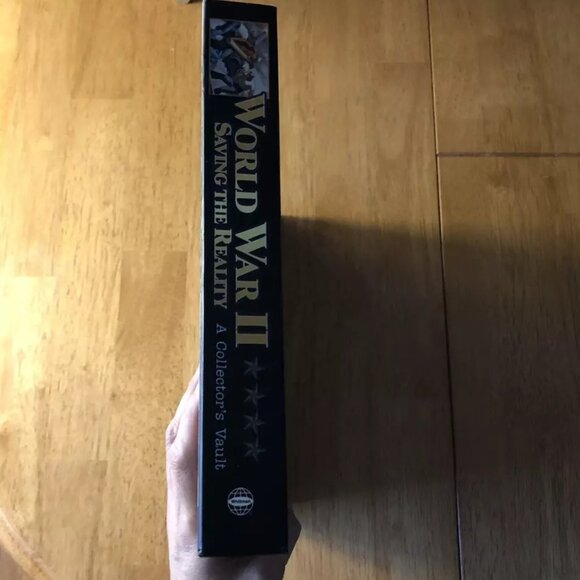 WORLD WAR II
SAVING THE REALITY
A Collector's Vault